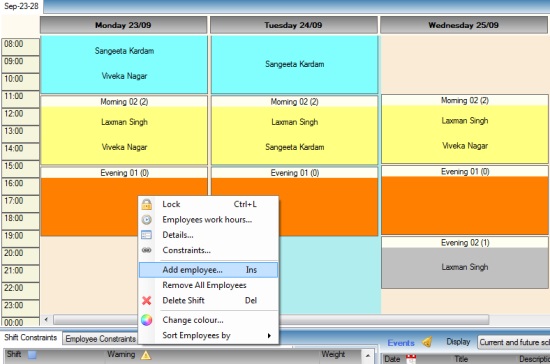 Sep-23-28
Monday 23/09
Tuesday 24/09
Wednesday 25/09
08:00
09:00
10:00
11:00
12:00
13:00
14:00
15:00
16:00
17:00
18:00
19:00
20:00
21:00
22:00
23:00
00:00
Sangeeta Kardam
Viveka Nagar
Morning 02 (2)
Laxman Singh
Viveka Nagar
Evening 01 (0)
Sangeeta Kardam
Morning 02 (2)
Laxman Singh
Sangeeta Kardam
Evening 01 (0)
Morning 02 (2)
Laxman Singh
Viveka Nagar
Evening 01 (0)
Evening 02 (1)
Laxman Singh
Lock Ctrl+L
Employees work hours...
Details...
Constraints...
Add employee... Ins
Remove All Employees
Delete Shift Del
Change colour...
Sort Employees by
Shift Constraints Employee Constraints
Events Display Current and future
Shift Warning Weight
Date Title